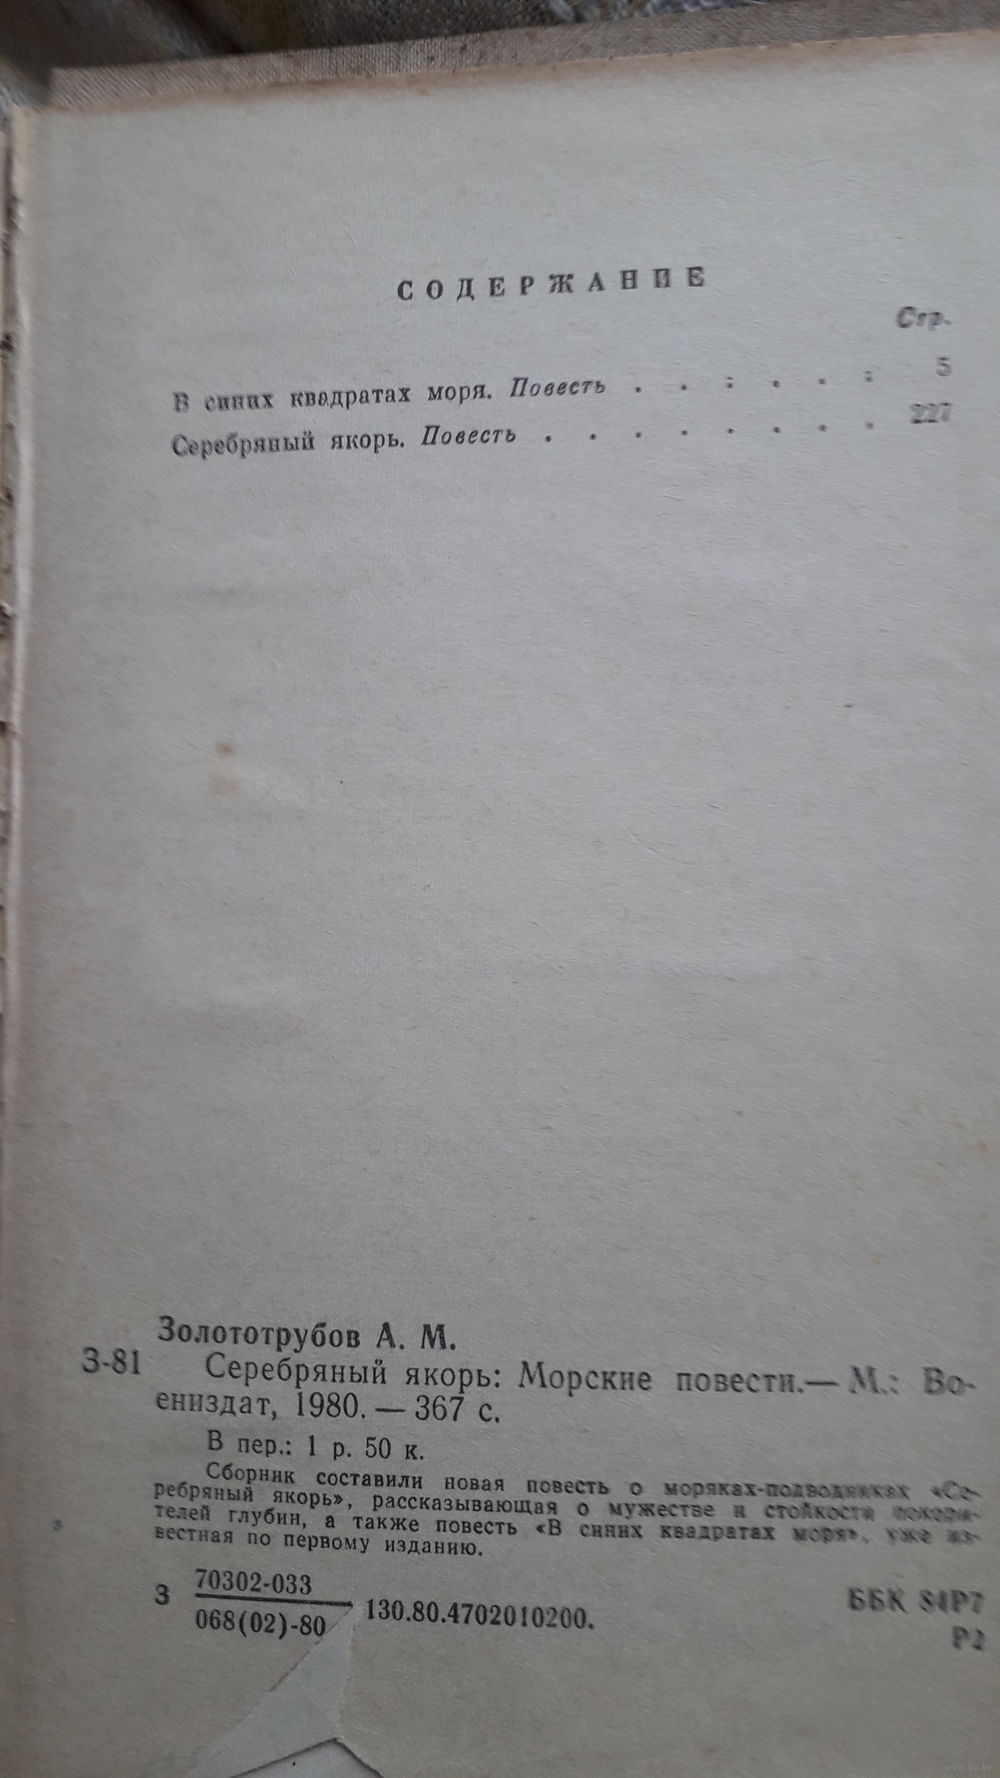 СОДЕРЖАНИЕ
Стр.
В синих квадратах моря. Повесть . . : . . : 5
Серебряный якорь. Повесть . . . . . . . . 227
Золототрубов А. М.
З-81 Серебряный якорь: Морские повести.— М.: Во-
ениздат, 1980. — 367 с.
В пер.: 1 р. 50 к.
Сборник составили новая повесть о моряках-подводниках «Се-
ребряный якорь», рассказывающая о мужестве и стойкости покори-
телей глубин, а также повесть «В синих квадратах моря», уже из-
вестная по первому изданию.
З 70302-033
068(02)-80 130.80.4702010200.
ББК 84Р7
Р2
www.ay.by